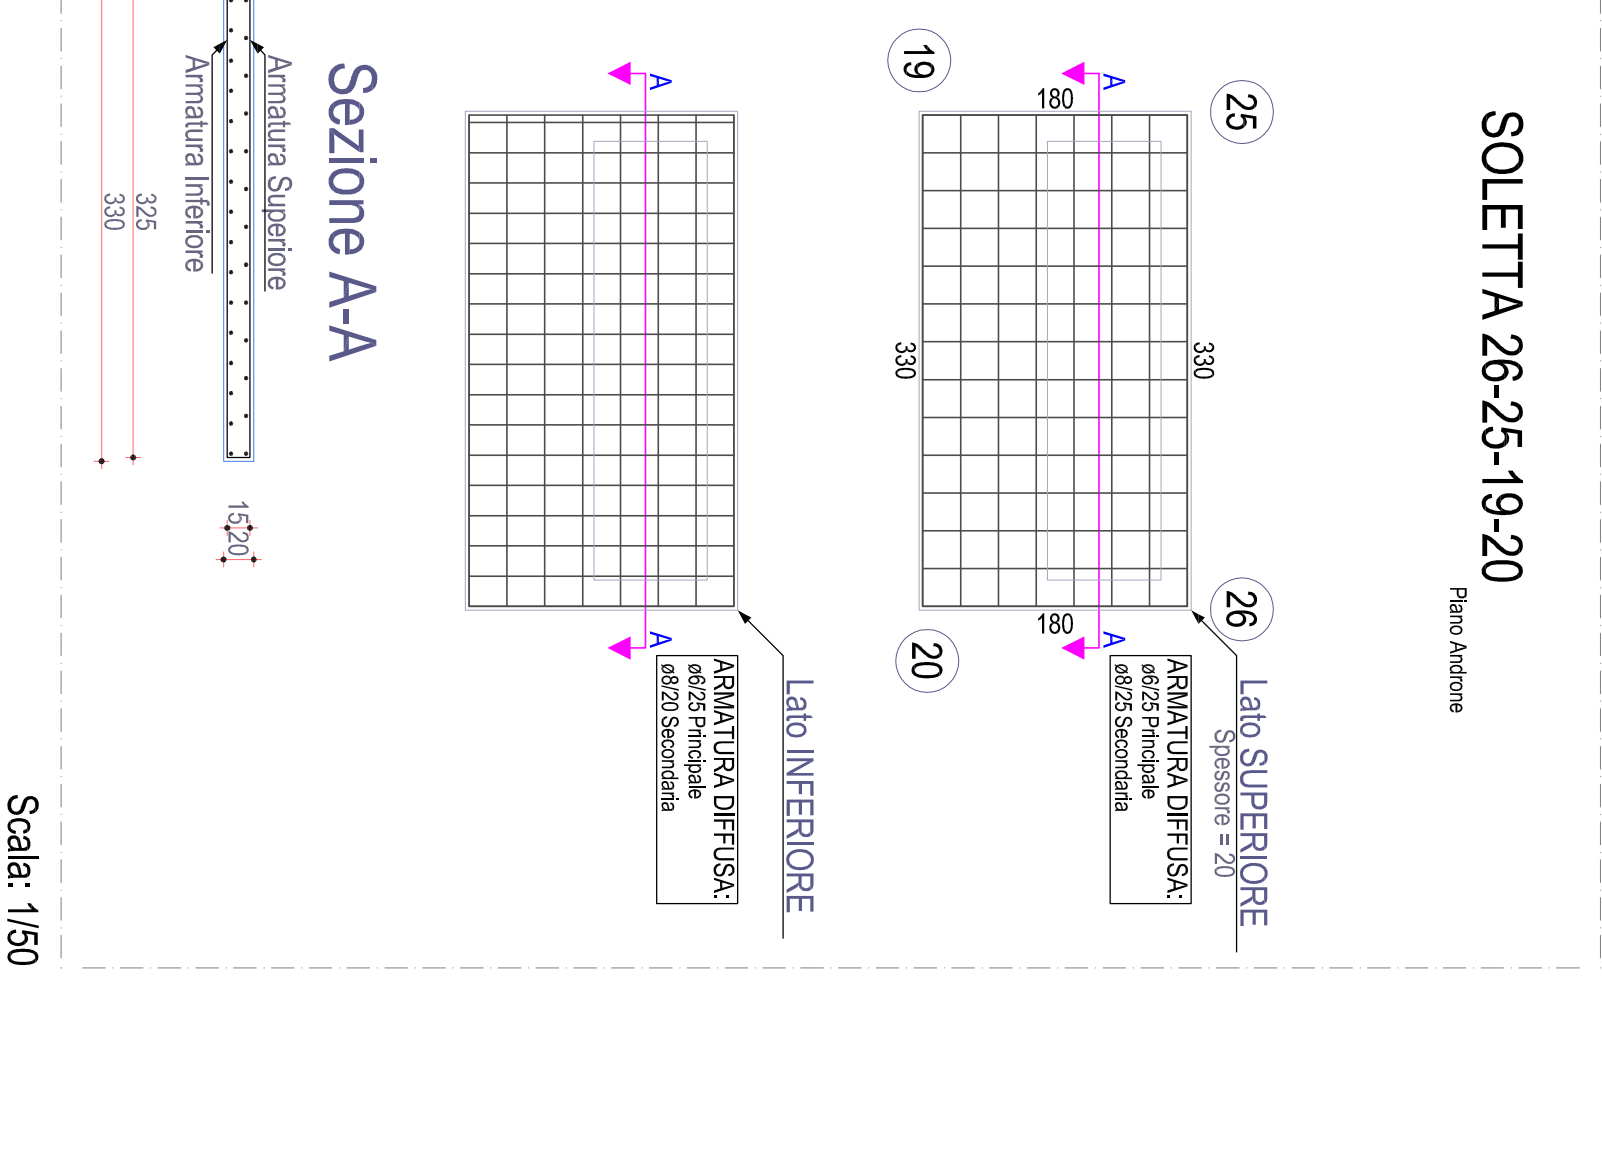 SOLETTA 26-25-19-20
Piano Androne
25
26
19
20
180
180
330
330
A
A
Lato SUPERIORE
Spessore = 20
ARMATURA DIFFUSA:
ø6/25 Principale
ø8/25 Secondaria
A
A
Lato INFERIORE
ARMATURA DIFFUSA:
ø6/25 Principale
ø8/20 Secondaria
Sezione A-A
Armatura Superiore
Armatura Inferiore
325
330
15
20
Scala: 1/50